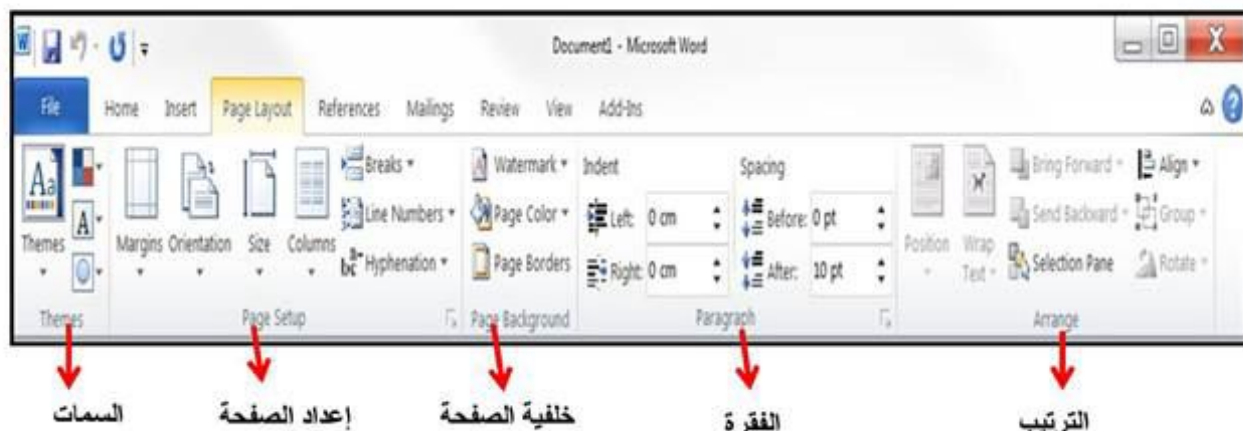 Document1 - Microsoft Word
File Home Insert Page Layout References Mailings Review View Add-Ins
Themes
Margins Orientation Size Columns
Breaks
Line Numbers
Hyphenation
Themes
Page Setup
Watermark
Page Color
Page Borders
Page Background
Indent
Left: 0 cm
Right: 0 cm
Spacing
Before: 0 pt
After: 10 pt
Paragraph
Position
Wrap
Text
Bring Forward
Send Backward
Selection Pane
Align
Group
Rotate
Arrange
السمات
إعداد الصفحة
خلفية الصفحة
الفقرة
الترتيب